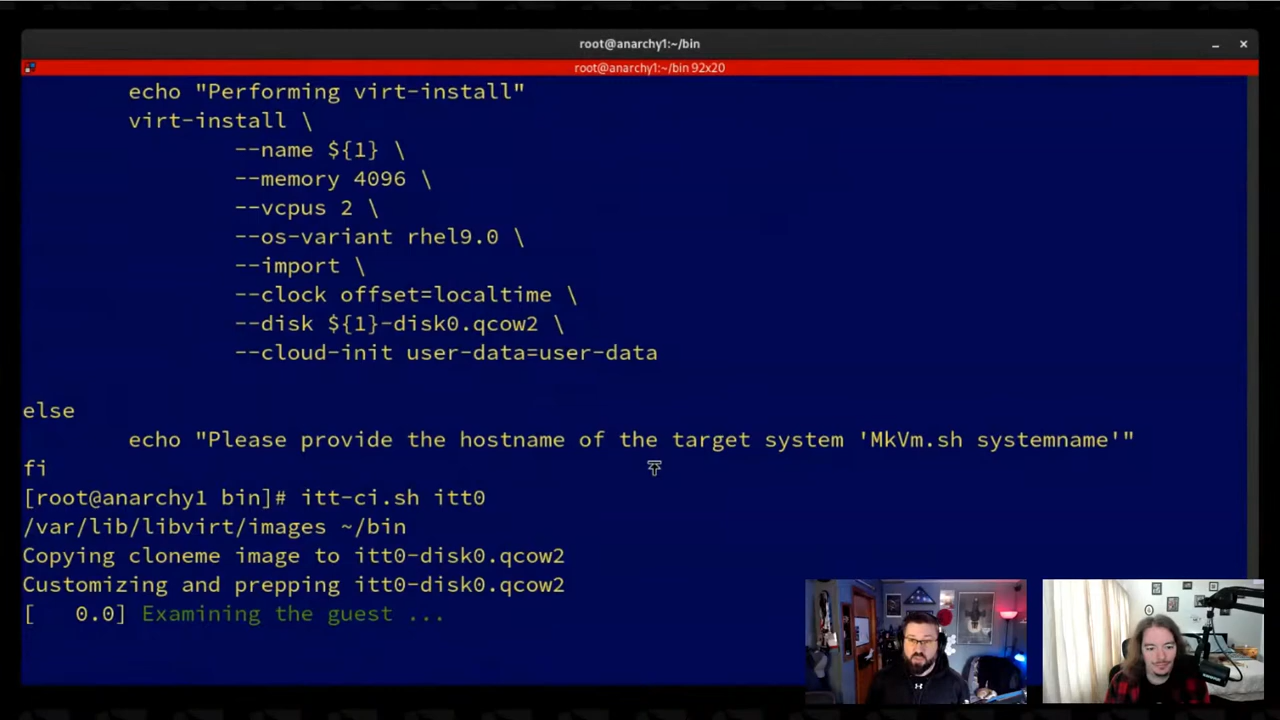 root@anarchy1:~/bin
root@anarchy1:~/bin 92x20
echo "Performing virt-install"
virt-install \
--name ${1} \
--memory 4096 \
--vcpus 2 \
--os-variant rhel9.0 \
--import \
--clock offset=localtime \
--disk ${1}-disk0.qcow2 \
--cloud-init user-data=user-data
else
echo "Please provide the hostname of the target system 'MkVm.sh systemname'"
fi
[root@anarchy1 bin]# itt-ci.sh itt0
/var/lib/libvirt/images ~/bin
Copying cloneme image to itt0-disk0.qcow2
Customizing and prepping itt0-disk0.qcow2
[   0.0] Examining the guest ...